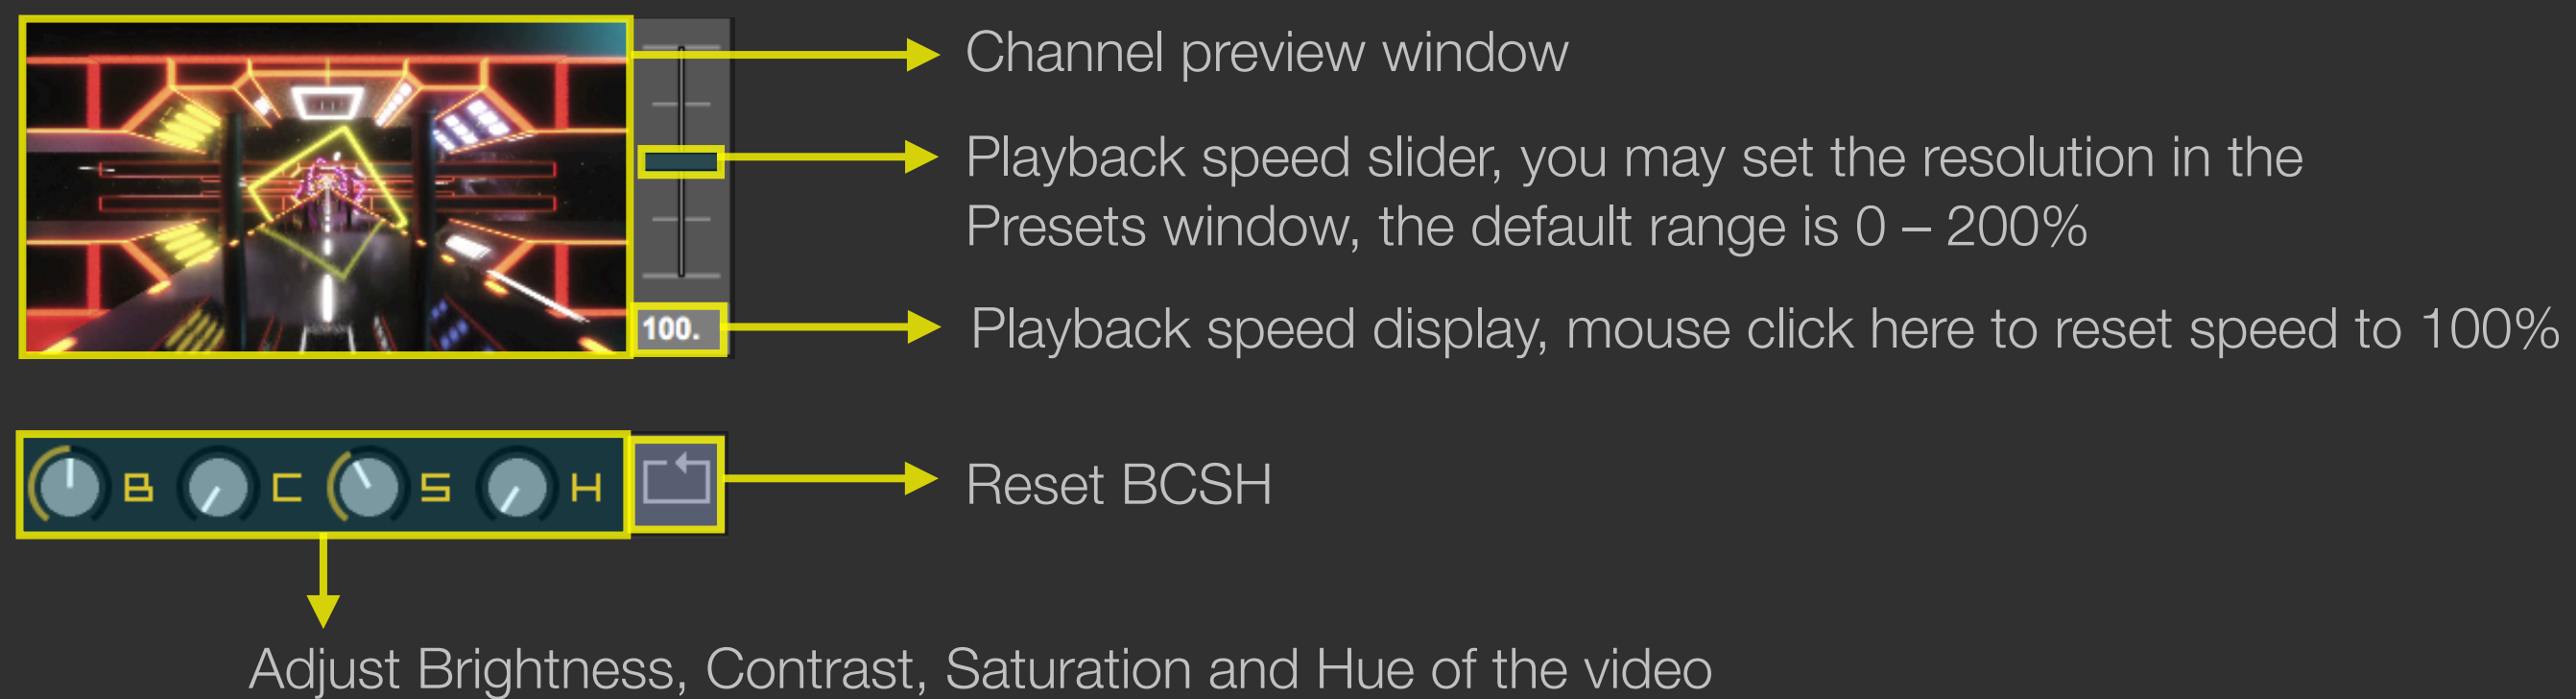 Channel preview window
Playback speed slider, you may set the resolution in the
Presets window, the default range is 0 – 200%
100.
Playback speed display, mouse click here to reset speed to 100%
B C S H
Reset BCSH
Adjust Brightness, Contrast, Saturation and Hue of the video